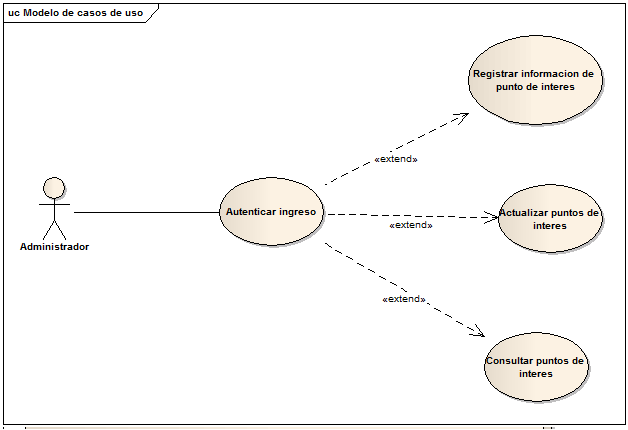 uc Modelo de casos de uso
Registrar informacion de
punto de interes
«extend»
Administrador
Autenticar ingreso
«extend»
Actualizar puntos de
interes
«extend»
Consultar puntos de
interes